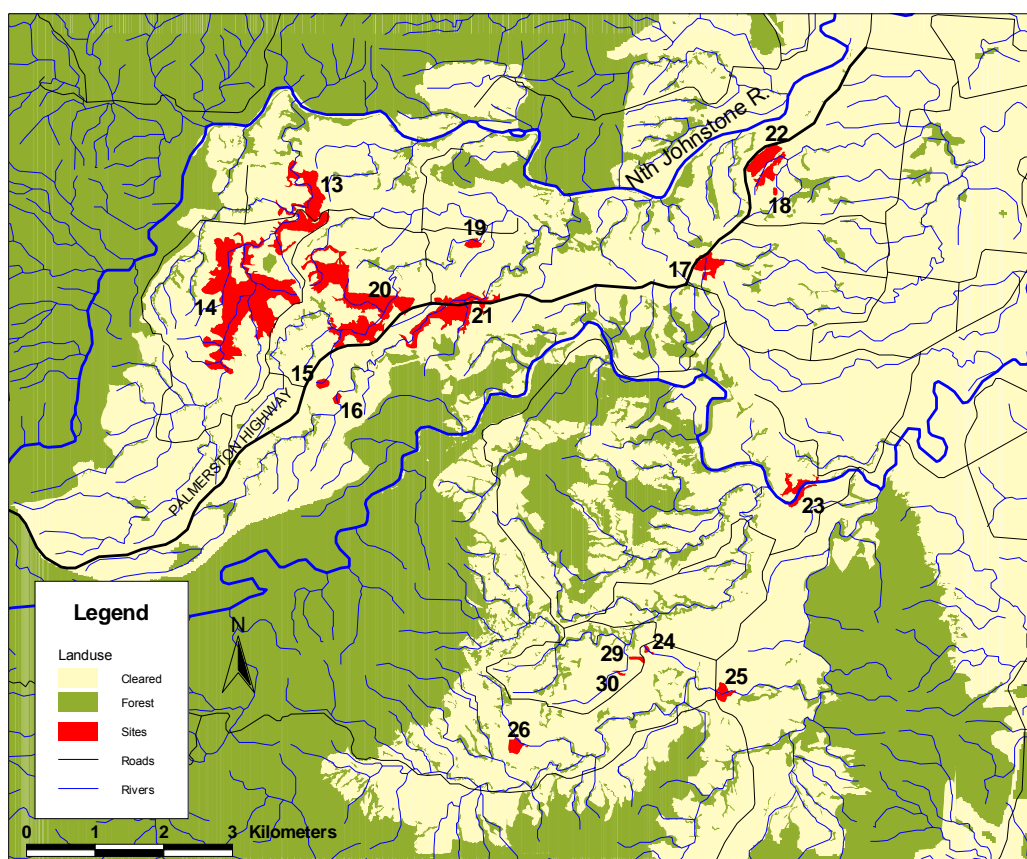 Nth Johnstone R.
22
13
18
19
17
20
14
21
15
16
PALMERSTON HIGHWAY
23
24
29
25
30
26
N
Legend
Landuse
Cleared
Forest
Sites
Roads
Rivers
0 1 2 3 Kilometers